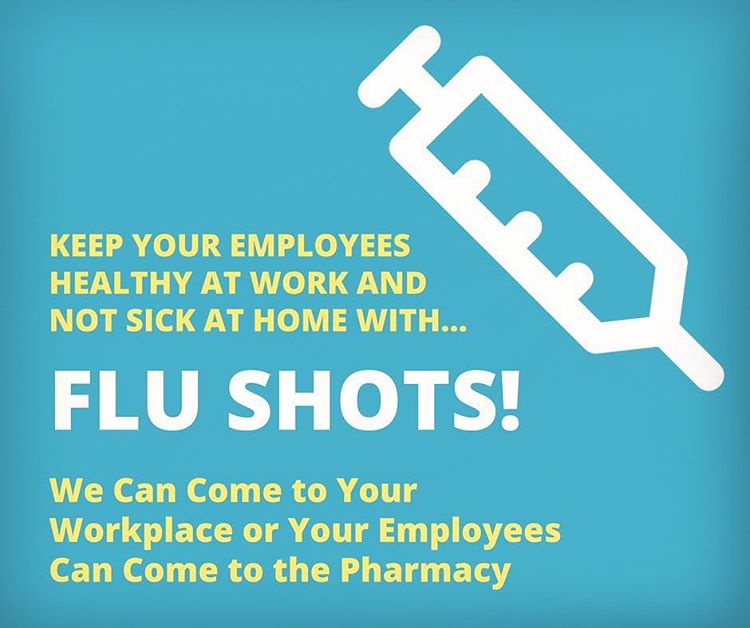 KEEP YOUR EMPLOYEES
HEALTHY AT WORK AND
NOT SICK AT HOME WITH...
FLU SHOTS!
We Can Come to Your
Workplace or Your Employees
Can Come to the Pharmacy